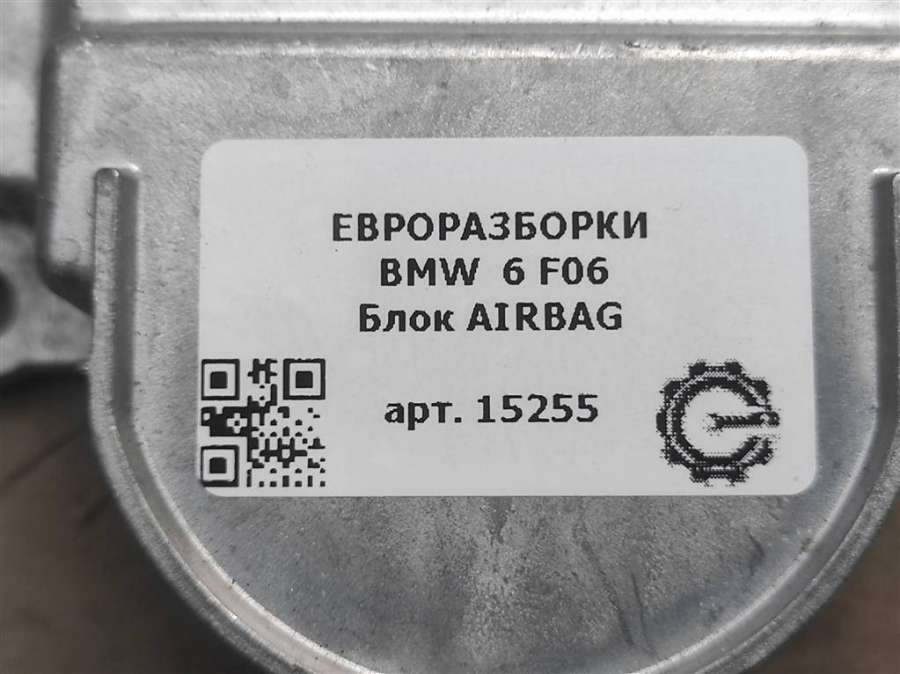 ЕВРОРАЗБОРКИ
BMW 6 F06
Блок AIRBAG
арт. 15255